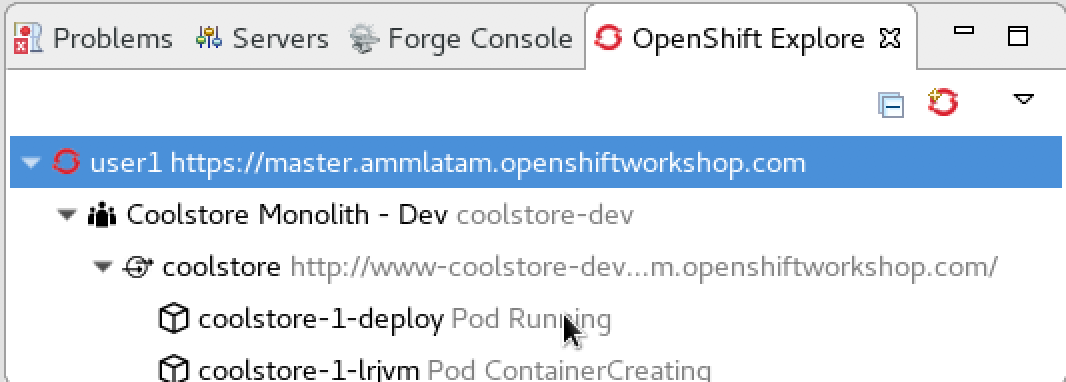 Problems Servers Forge Console OpenShift Explore
user1 https://master.ammlatam.openshiftworkshop.com
Coolstore Monolith - Dev coolstore-dev
coolstore http://www-coolstore-dev...m.openshiftworkshop.com/
coolstore-1-deploy Pod Running
coolstore-1-lrjvm Pod ContainerCreating